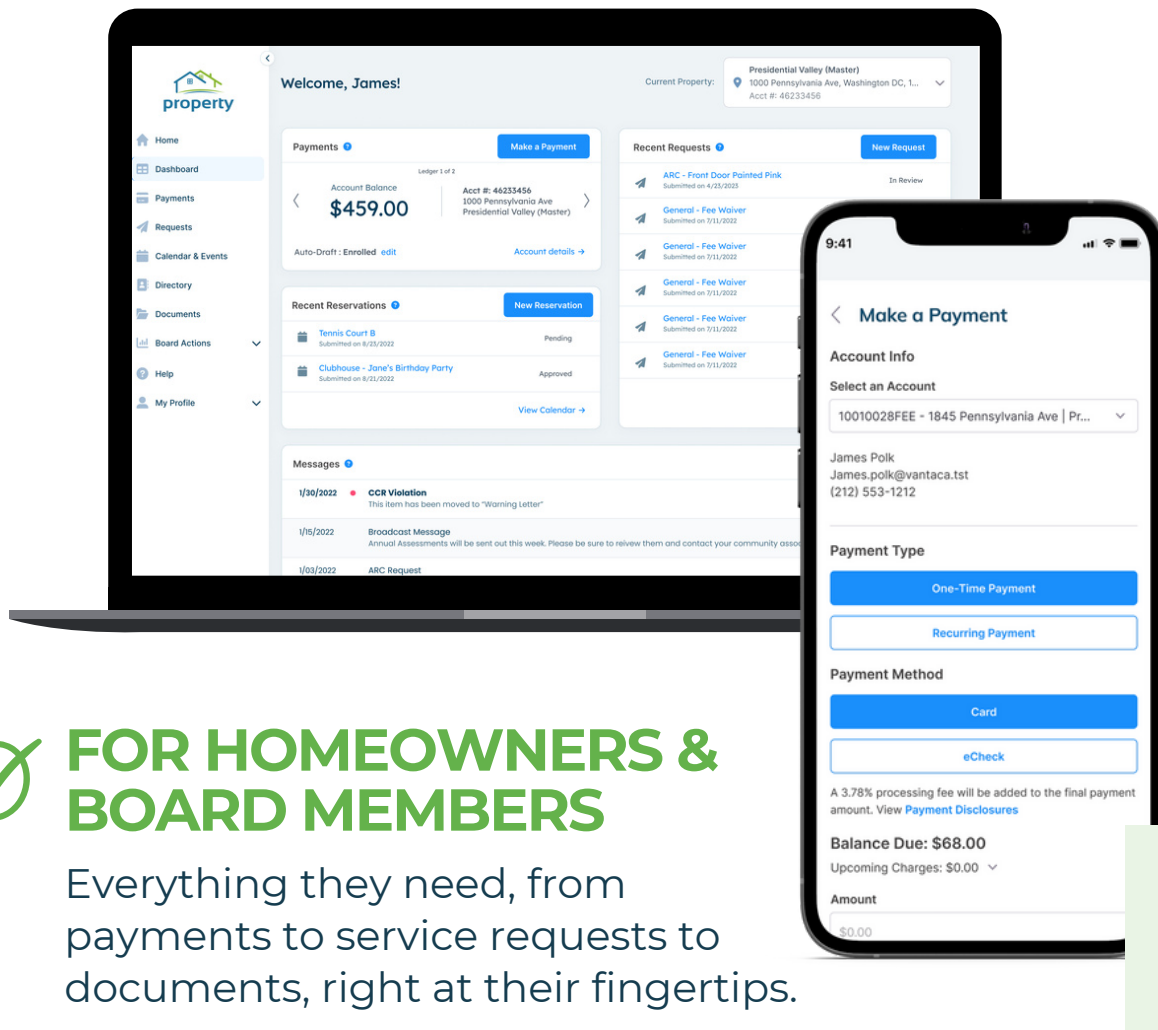 property
Home
Dashboard
Payments
Requests
Calendar & Events
Directory
Documents
Board Actions
Help
My Profile
Welcome, James!
Current Property:
Presidential Valley (Master)
1000 Pennsylvania Ave, Washington DC, 1...
Acct #: 46233456
Payments ?
Make a Payment
Ledger 1 of 2
Account Balance
$459.00
Acct #: 46233456
1000 Pennsylvania Ave
Presidential Valley (Master)
Auto-Draft : Enrolled edit
Account details →
Recent Reservations ?
New Reservation
Tennis Court B
Submitted on 8/23/2022
Pending
Clubhouse - Jane's Birthday Party
Submitted on 8/21/2022
Approved
View Calendar →
Recent Requests ?
New Request
ARC - Front Door Painted Pink
Submitted on 4/23/2023
In Review
General - Fee Waiver
Submitted on 7/11/2022
General - Fee Waiver
Submitted on 7/11/2022
General - Fee Waiver
Submitted on 7/11/2022
General - Fee Waiver
Submitted on 7/11/2022
General - Fee Waiver
Submitted on 7/11/2022
Messages ?
1/30/2022 CCR Violation
This item has been moved to "Warning Letter"
1/15/2022 Broadcast Message
Annual Assessments will be sent out this week. Please be sure to reivew them and contact your community asso
1/03/2022 ARC Request
9:41
Make a Payment
Account Info
Select an Account
10010028FEE - 1845 Pennsylvania Ave | Pr...
James Polk
James.polk@vantaca.tst
(212) 553-1212
Payment Type
One-Time Payment
Recurring Payment
Payment Method
Card
eCheck
A 3.78% processing fee will be added to the final payment
amount. View Payment Disclosures
Balance Due: $68.00
Upcoming Charges: $0.00
Amount
$0.00
FOR HOMEOWNERS &
BOARD MEMBERS
Everything they need, from
payments to service requests to
documents, right at their fingertips.